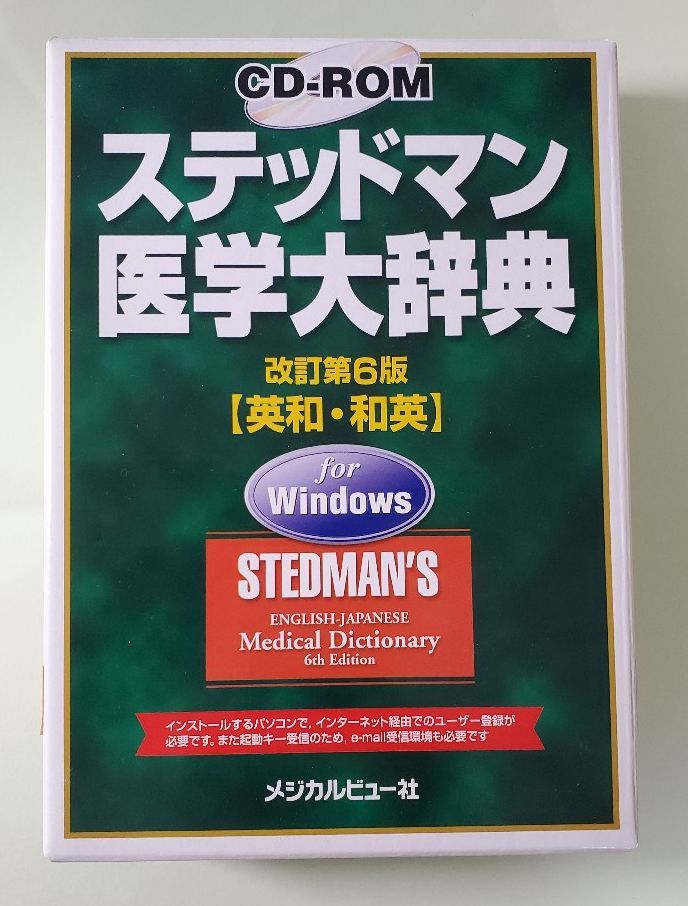 CD-ROM
ステッドマン
医学大辞典
改訂第6版
【英和・和英】
for
Windows
STEDMAN'S
ENGLISH-JAPANESE
Medical Dictionary
6th Edition
インストールするパソコンで，インターネット経由でのユーザー登録が
必要です。また起動キー受信のため，e-mail受信環境も必要です
メジカルビュー社